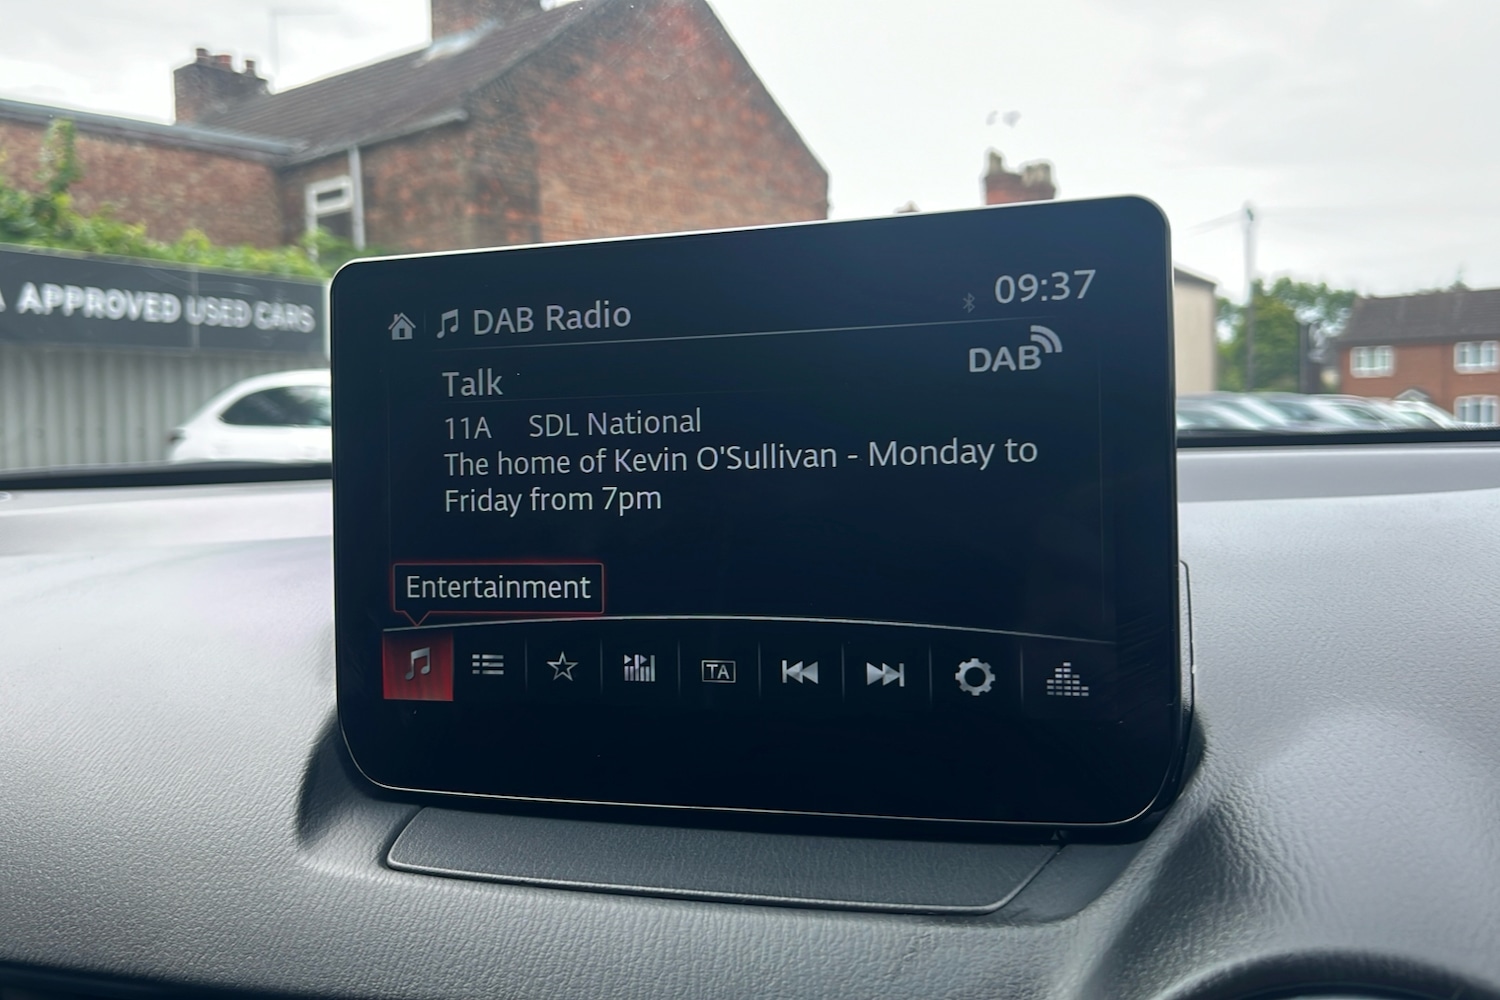 APPROVED USED CARS
DAB Radio
09:37
DAB
Talk
11A SDL National
The home of Kevin O'Sullivan - Monday to
Friday from 7pm
Entertainment
TA